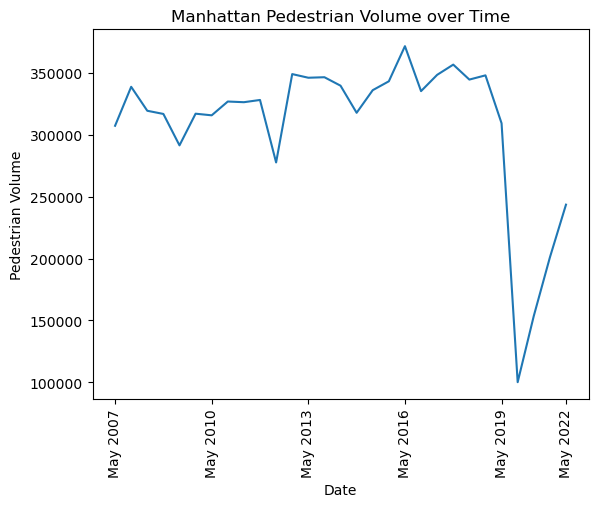 Manhattan Pedestrian Volume over Time
Pedestrian Volume
350000
300000
250000
200000
150000
100000
May 2007
May 2010
May 2013
May 2016
May 2019
May 2022
Date